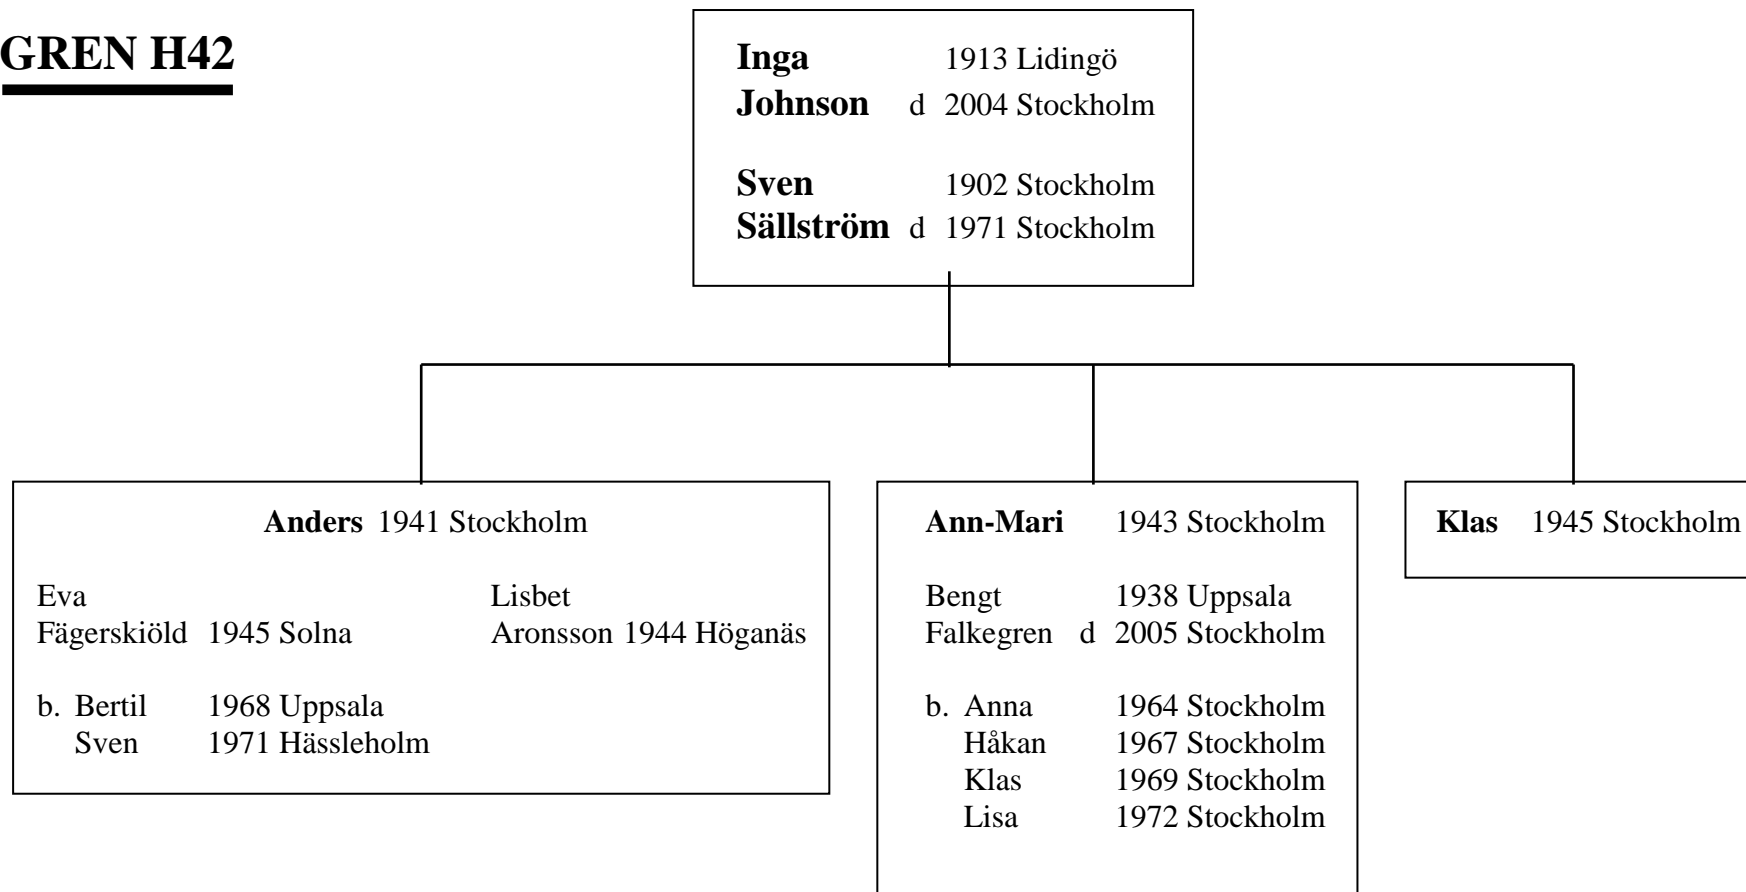 GREN H42
Inga 1913 Lidingö
Johnson d 2004 Stockholm
Sven 1902 Stockholm
Sällström d 1971 Stockholm
Anders 1941 Stockholm
Eva
Fägerskiöld 1945 Solna
Lisbet
Aronsson 1944 Höganäs
b. Bertil 1968 Uppsala
Sven 1971 Hässleholm
Ann-Mari 1943 Stockholm
Bengt 1938 Uppsala
Falkegren d 2005 Stockholm
b. Anna 1964 Stockholm
Håkan 1967 Stockholm
Klas 1969 Stockholm
Lisa 1972 Stockholm
Klas 1945 Stockholm